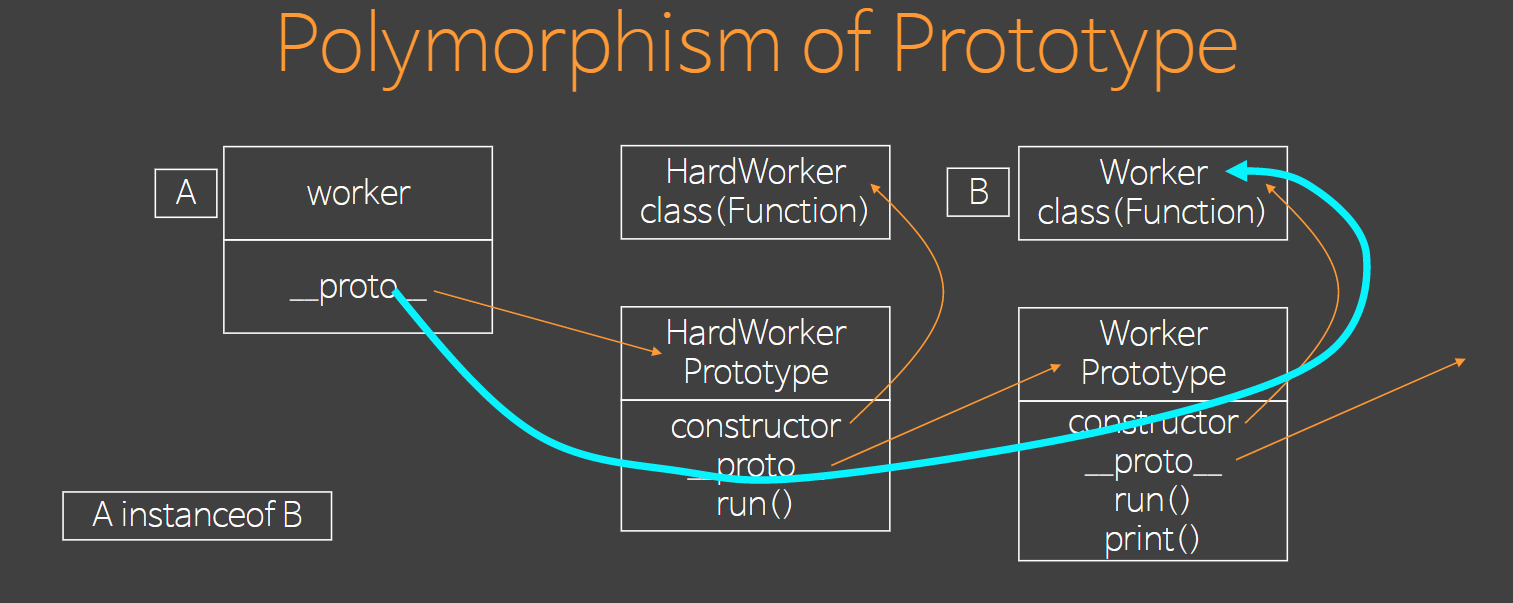 Polymorphism of Prototype
A
worker
__proto__
HardWorker
class(Function)
B
Worker
class(Function)
HardWorker
Prototype
constructor
__proto__
run()
Worker
Prototype
constructor
__proto__
run()
print()
A instanceof B